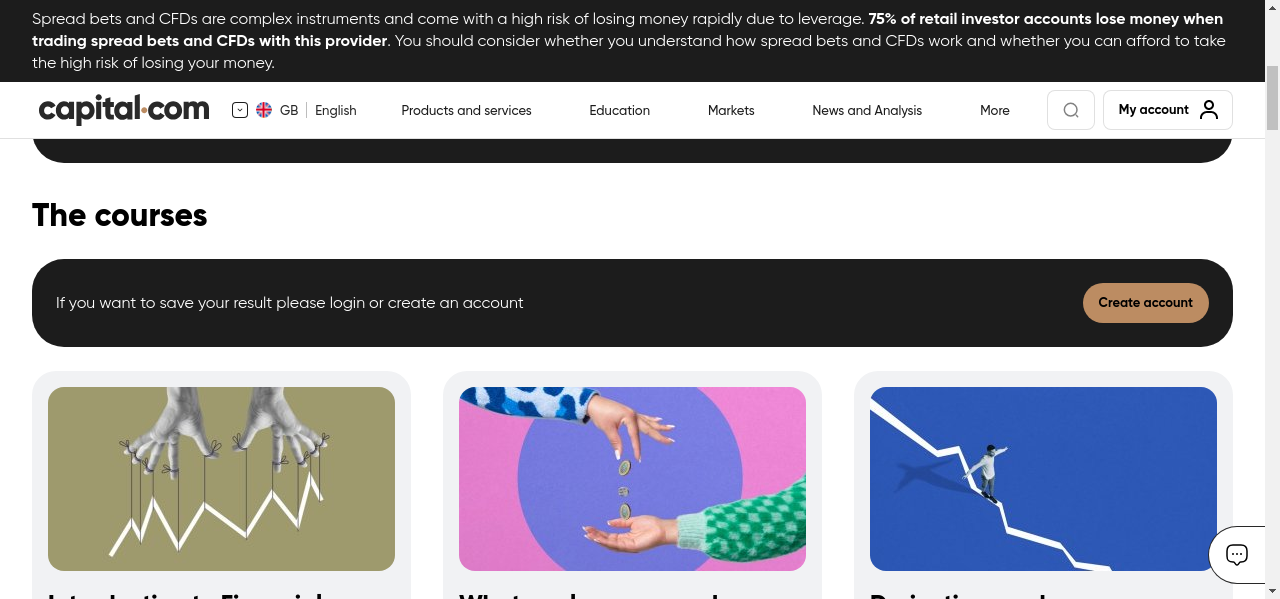 Spread bets and CFDs are complex instruments and come with a high risk of losing money rapidly due to leverage. 75% of retail investor accounts lose money when
trading spread bets and CFDs with this provider. You should consider whether you understand how spread bets and CFDs work and whether you can afford to take
the high risk of losing your money.
capital.com GB English Products and services Education Markets News and Analysis More My account
The courses
If you want to save your result please login or create an account Create account